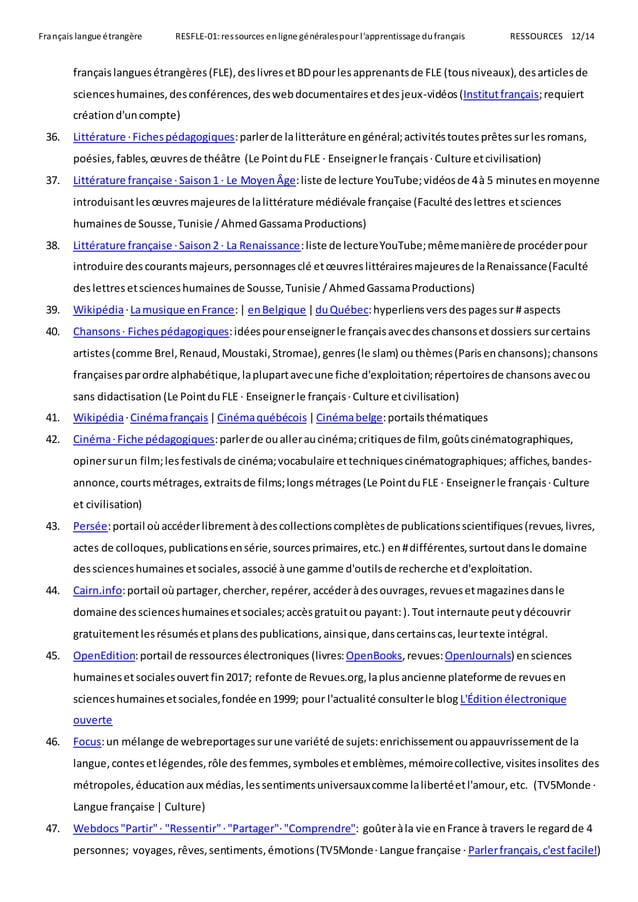 Français langue étrangère RESFLE-01: ressources en ligne générales pour l'apprentissage du français RESSOURCES 12/14
français langues étrangères (FLE), des livres et BD pour les apprenants de FLE (tous niveaux), des articles de
sciences humaines, des conférences, des webdocumentaires et des jeux-vidéos (Institut français; requiert
création d'un compte)
36. Littérature · Fiches pédagogiques: parler de la litteráture en général; activités toutes prêtes sur les romans,
poésies, fables, œuvres de théâtre (Le Point du FLE · Enseigner le français · Culture et civilisation)
37. Littérature française · Saison 1 · Le Moyen Âge: liste de lecture YouTube; vidéos de 4 à 5 minutes en moyenne
introduisant les œuvres majeures de la littérature médiévale française (Faculté des lettres et sciences
humaines de Sousse, Tunisie / Ahmed Gassama Productions)
38. Littérature française · Saison 2 · La Renaissance: liste de lecture YouTube; même manière de procéder pour
introduire des courants majeurs, personnages clé et œuvres littéraires majeures de la Renaissance (Faculté
des lettres et sciences humaines de Sousse, Tunisie / Ahmed Gassama Productions)
39. Wikipédia · La musique en France: | en Belgique | du Québec: hyperliens vers des pages sur # aspects
40. Chansons · Fiches pédagogiques: idées pour enseigner le français avec des chansons et dossiers sur certains
artistes (comme Brel, Renaud, Moustaki, Stromae), genres (le slam) ou thèmes (Paris en chansons); chansons
françaises par ordre alphabétique, la plupart avec une fiche d'exploitation; répertoires de chansons avec ou
sans didactisation (Le Point du FLE · Enseigner le français · Culture et civilisation)
41. Wikipédia · Cinéma français | Cinéma québécois | Cinéma belge: portails thématiques
42. Cinéma · Fiche pédagogiques: parler de ou aller au cinéma; critiques de film, goûts cinématographiques,
opiner sur un film; les festivals de cinéma; vocabulaire et techniques cinématographiques; affiches, bandes-
annonce, courts métrages, extraits de films; longs métrages (Le Point du FLE · Enseigner le français · Culture
et civilisation)
43. Persée: portail où accéder librement à des collections complètes de publications scientifiques (revues, livres,
actes de colloques, publications en série, sources primaires, etc.) en # différentes, surtout dans le domaine
des sciences humaines et sociales, associé à une gamme d'outils de recherche et d'exploitation.
44. Cairn.info: portail où partager, chercher, repérer, accéder à des ouvrages, revues et magazines dans le
domaine des sciences humaines et sociales; accès gratuit ou payant: ). Tout internaute peut y découvrir
gratuitement les résumés et plans des publications, ainsi que, dans certains cas, leur texte intégral.
45. OpenEdition: portail de ressources électroniques (livres: OpenBooks, revues: OpenJournals) en sciences
humaines et sociales ouvert fin 2017; refonte de Revues.org, la plus ancienne plateforme de revues en
sciences humaines et sociales, fondée en 1999; pour l'actualité consulter le blog L'Édition électronique
ouverte
46. Focus: un mélange de webreportages sur une variété de sujets: enrichissement ou appauvrissement de la
langue, contes et légendes, rôle des femmes, symboles et emblèmes, mémoire collective, visites insolites des
métropoles, éducation aux médias, les sentiments universaux comme la liberté et l'amour, etc. (TV5Monde ·
Langue française | Culture)
47. Webdocs "Partir" · "Ressentir" · "Partager" · "Comprendre": goûter à la vie en France à travers le regard de 4
personnes; voyages, rêves, sentiments, émotions (TV5Monde · Langue française · Parler français, c'est facile!)